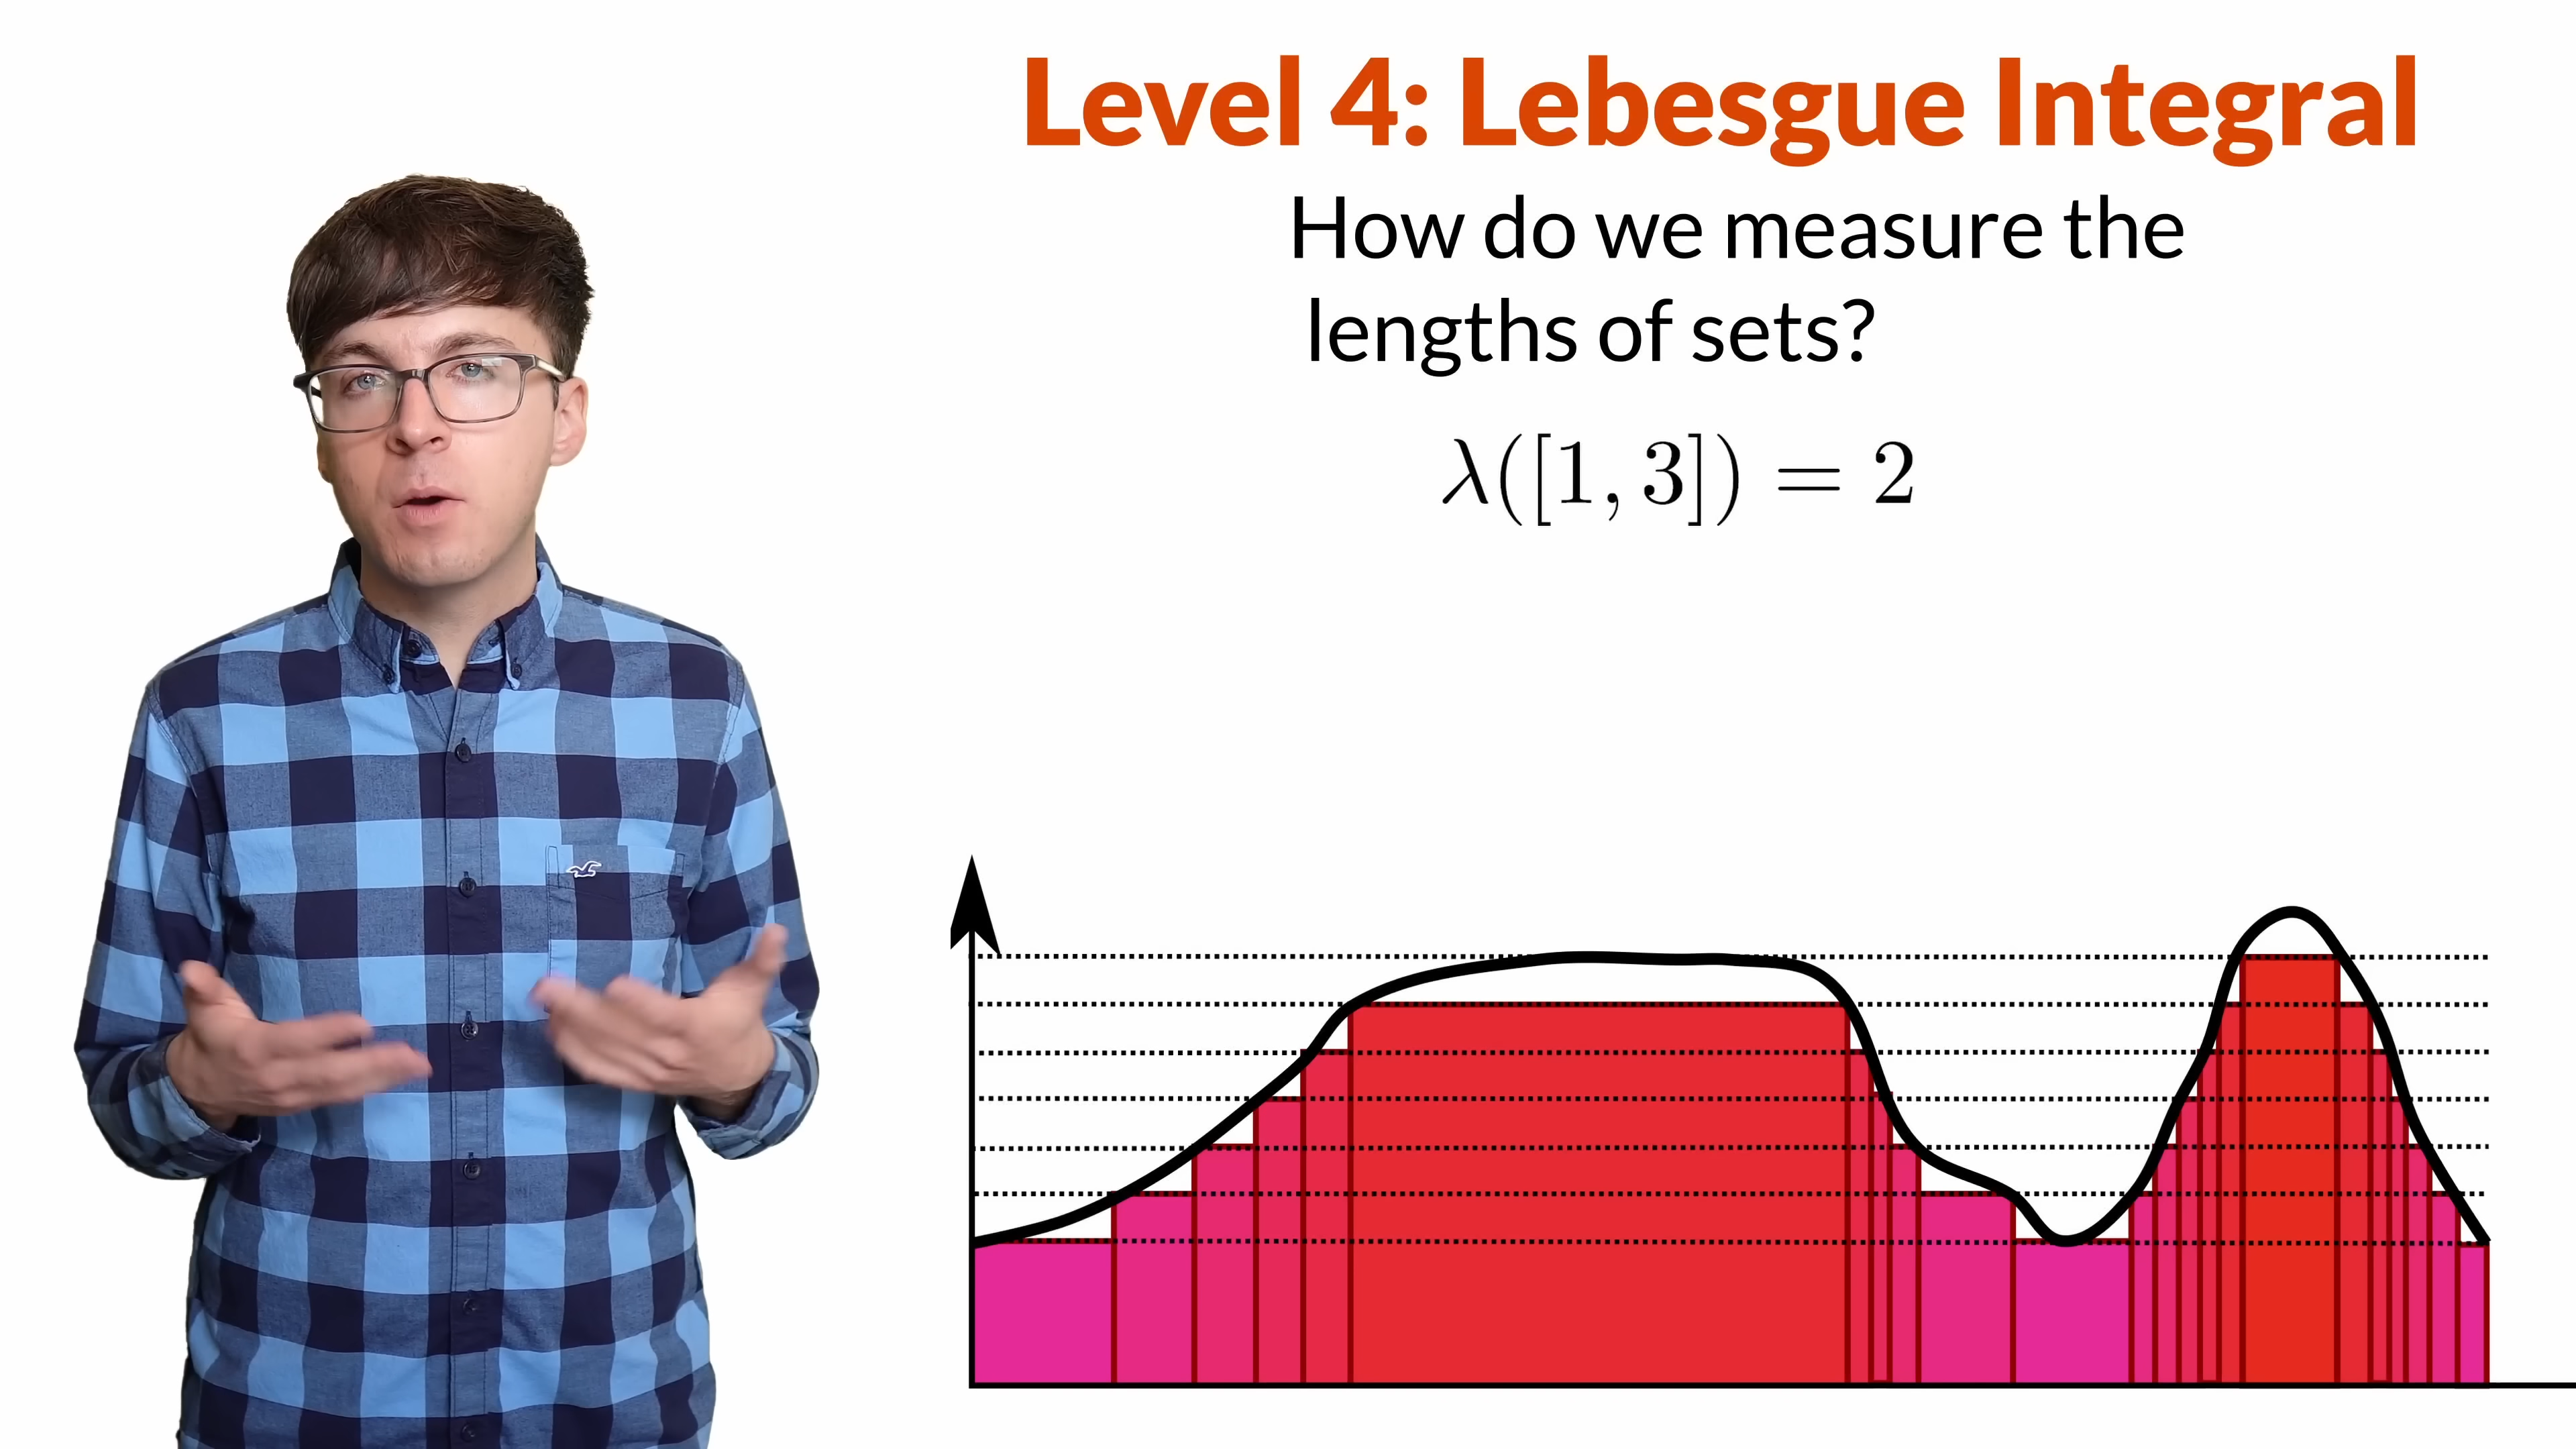 Level 4: Lebesgue Integral
How do we measure the
lengths of sets?
λ([1, 3]) = 2